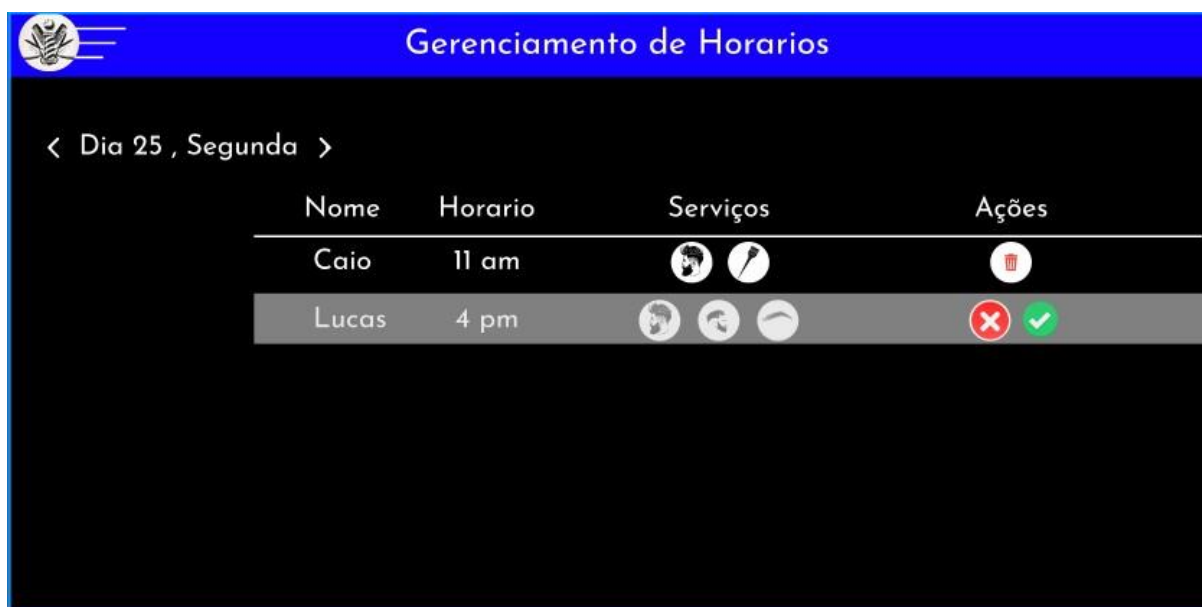 Gerenciamento de Horarios
< Dia 25 , Segunda >
Nome Horario Serviços Ações
Caio 11 am
Lucas 4 pm